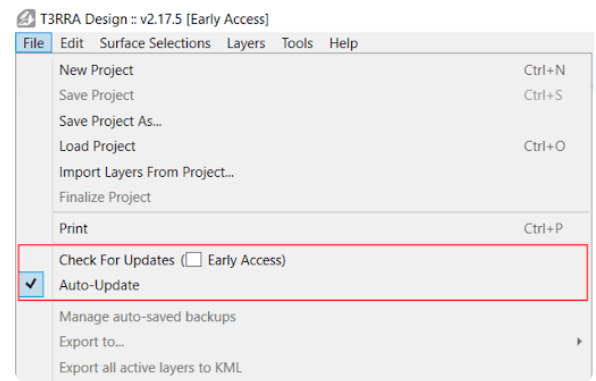 T3RRA Design :: v2.17.5 [Early Access]
File Edit Surface Selections Layers Tools Help
New Project Ctrl+N
Save Project Ctrl+S
Save Project As...
Load Project Ctrl+O
Import Layers From Project...
Finalize Project
Print Ctrl+P
Check For Updates ( Early Access)
Auto-Update
Manage auto-saved backups
Export to...
Export all active layers to KML